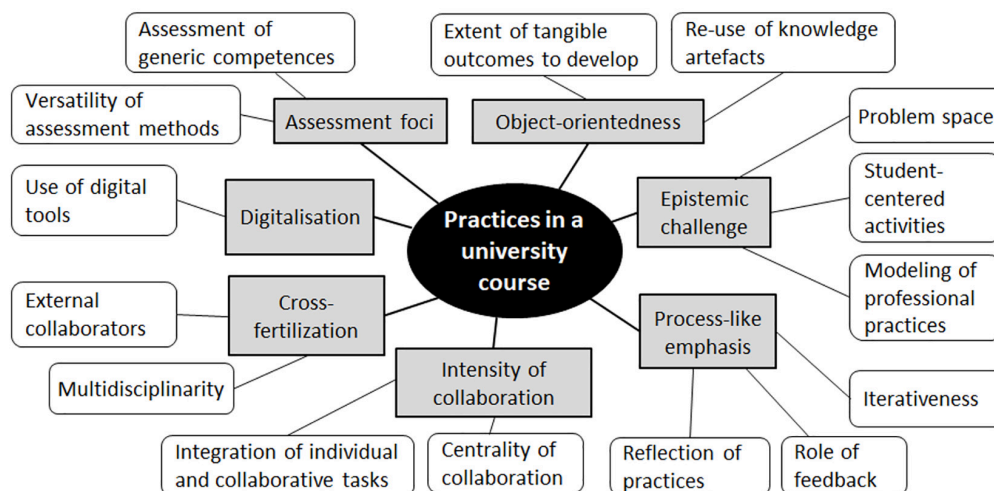 Assessment of
generic competences
Extent of tangible
outcomes to develop
Re-use of knowledge
artefacts
Versatility of
assessment methods
Assessment foci
Object-orientedness
Problem space
Use of digital
tools
Digitalisation
Practices in a
university
course
Epistemic
challenge
Student-
centered
activities
External
collaborators
Cross-
fertilization
Process-like
emphasis
Modeling of
professional
practices
Multidisciplinarity
Intensity of
collaboration
Iterativeness
Integration of individual
and collaborative tasks
Centrality of
collaboration
Reflection of
practices
Role of
feedback